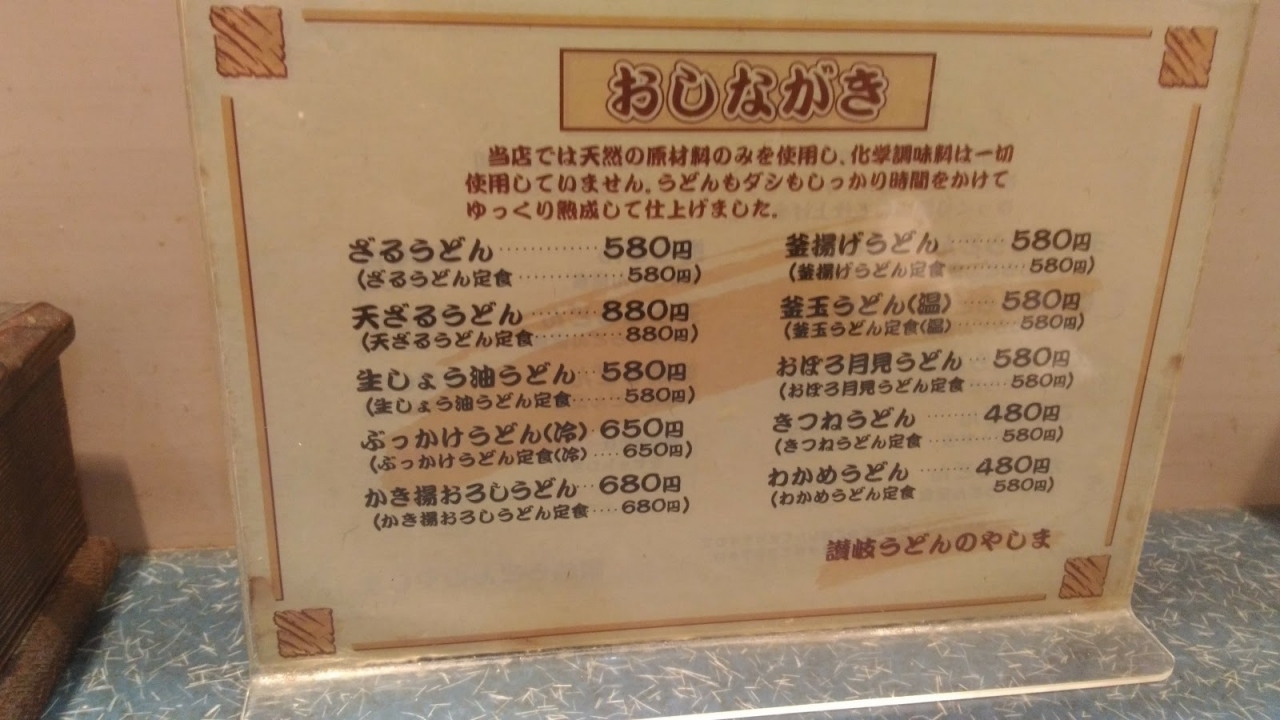 おしながき
当店では天然の原材料のみを使用し、化学調味料は一切
使用していません。うどんもダシもしっかり時間をかけて
ゆっくり熟成して仕上げました。
ざるうどん ············· 580円
(ざるうどん定食 ·············· 580円)
天ざるうどん ·········· 880円
(天ざるうどん定食 ············ 880円)
生しょう油うどん ··· 580円
(生しょう油うどん定食 ······· 580円)
ぶっかけうどん(冷) · 650円
(ぶっかけうどん定食(冷) ···· 650円)
かき揚おろしうどん ·· 680円
(かき揚おろしうどん定食 ···· 680円)
釜揚げうどん ········ 580円
(釜揚げうどん定食 ··········· 580円)
釜玉うどん(温) ····· 580円
(釜玉うどん定食(温) ·········· 580円)
おぼろ月見うどん ··· 580円
(おぼろ月見うどん定食 ······ 580円)
きつねうどん ········ 480円
(きつねうどん定食 ··········· 580円)
わかめうどん ········ 480円
(わかめうどん定食 580円)
讃岐うどんのやしま